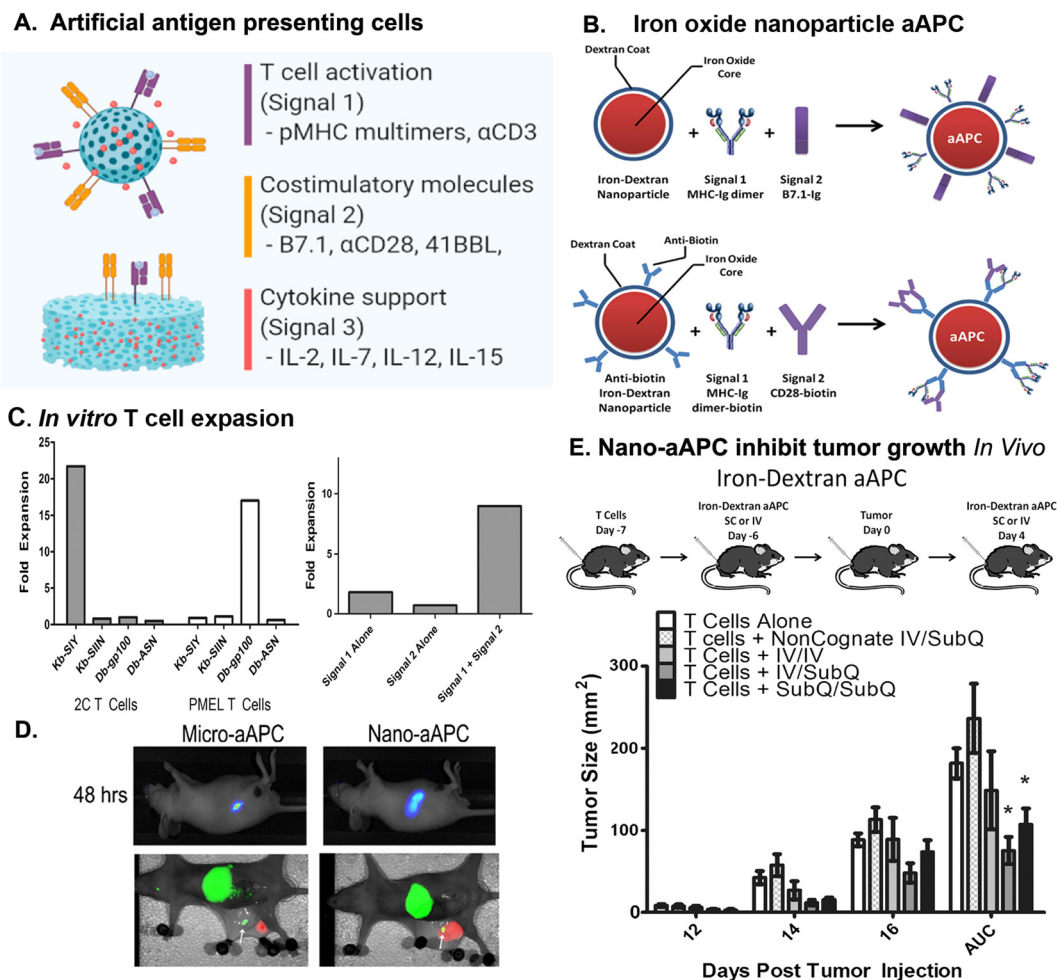 A. Artificial antigen presenting cells
T cell activation
(Signal 1)
- pMHC multimers, αCD3
Costimulatory molecules
(Signal 2)
- B7.1, αCD28, 41BBL,
Cytokine support
(Signal 3)
- IL-2, IL-7, IL-12, IL-15
B. Iron oxide nanoparticle aAPC
Dextran Coat
Iron Oxide
Core
+
+
aAPC
Iron-Dextran
Nanoparticle
Signal 1
MHC-Ig dimer
Signal 2
B7.1-Ig
Dextran Coat
Anti-Biotin
Iron Oxide
Core
+
+
aAPC
Anti-biotin
Iron-Dextran
Nanoparticle
Signal 1
MHC-Ig
dimer-biotin
Signal 2
CD28-biotin
C. In vitro T cell expasion
Fold Expansion
25
20
15
10
5
0
Kb-SIY
Kb-SIIN
Db-gp100
Db-ASN
Kb-SIY
Kb-SIIN
Db-gp100
Db-ASN
2C T Cells
PMEL T Cells
Fold Expansion
10
5
0
Signal 1 Alone
Signal 2 Alone
Signal 1 + Signal 2
D.
Micro-aAPC
Nano-aAPC
48 hrs
E. Nano-aAPC inhibit tumor growth In Vivo
Iron-Dextran aAPC
T Cells
Day -7
Iron-Dextran aAPC
SC or IV
Day -6
Tumor
Day 0
Iron-Dextran aAPC
SC or IV
Day 4
T Cells Alone
T cells + NonCognate IV/SubQ
T Cells + IV/IV
T Cells + IV/SubQ
T Cells + SubQ/SubQ
Tumor Size (mm2)
300
200
100
0
*
*
12
14
16
AUC
Days Post Tumor Injection